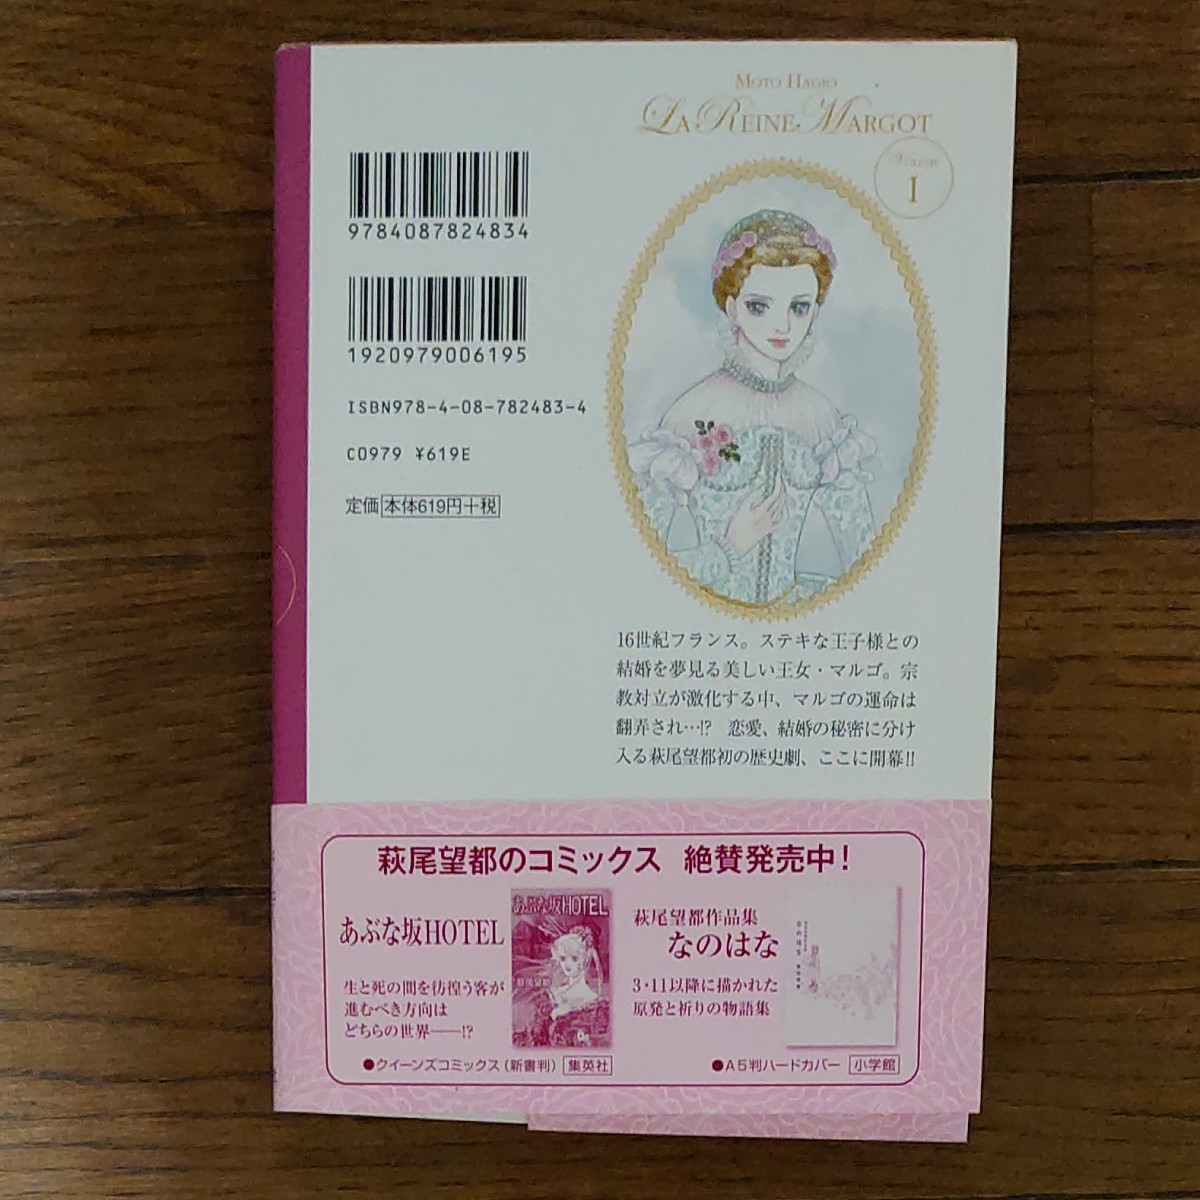 MOTO HAGIO
LA REINE MARGOT
Volume
1
9784087824834
1920979006195
ISBN978-4-08-782483-4
C0979 ¥619E
定価 本体619円+税
16世紀フランス。ステキな王子様との
結婚を夢見る美しい王女・マルゴ。宗
教対立が激化する中、マルゴの運命は
翻弄され…!? 恋愛、結婚の秘密に分け
入る萩尾望都初の歴史劇、ここに開幕!!
萩尾望都のコミックス 絶賛発売中!
あぶな坂HOTEL
生と死の間を彷徨う客が
進むべき方向は
どちらの世界──!?
●クイーンズコミックス(新書判) 集英社
あぶな坂HOTEL
萩尾望都
萩尾望都作品集
なのはな
3・11以降に描かれた
原発と祈りの物語集
●A5判ハードカバー 小学館
なのはな